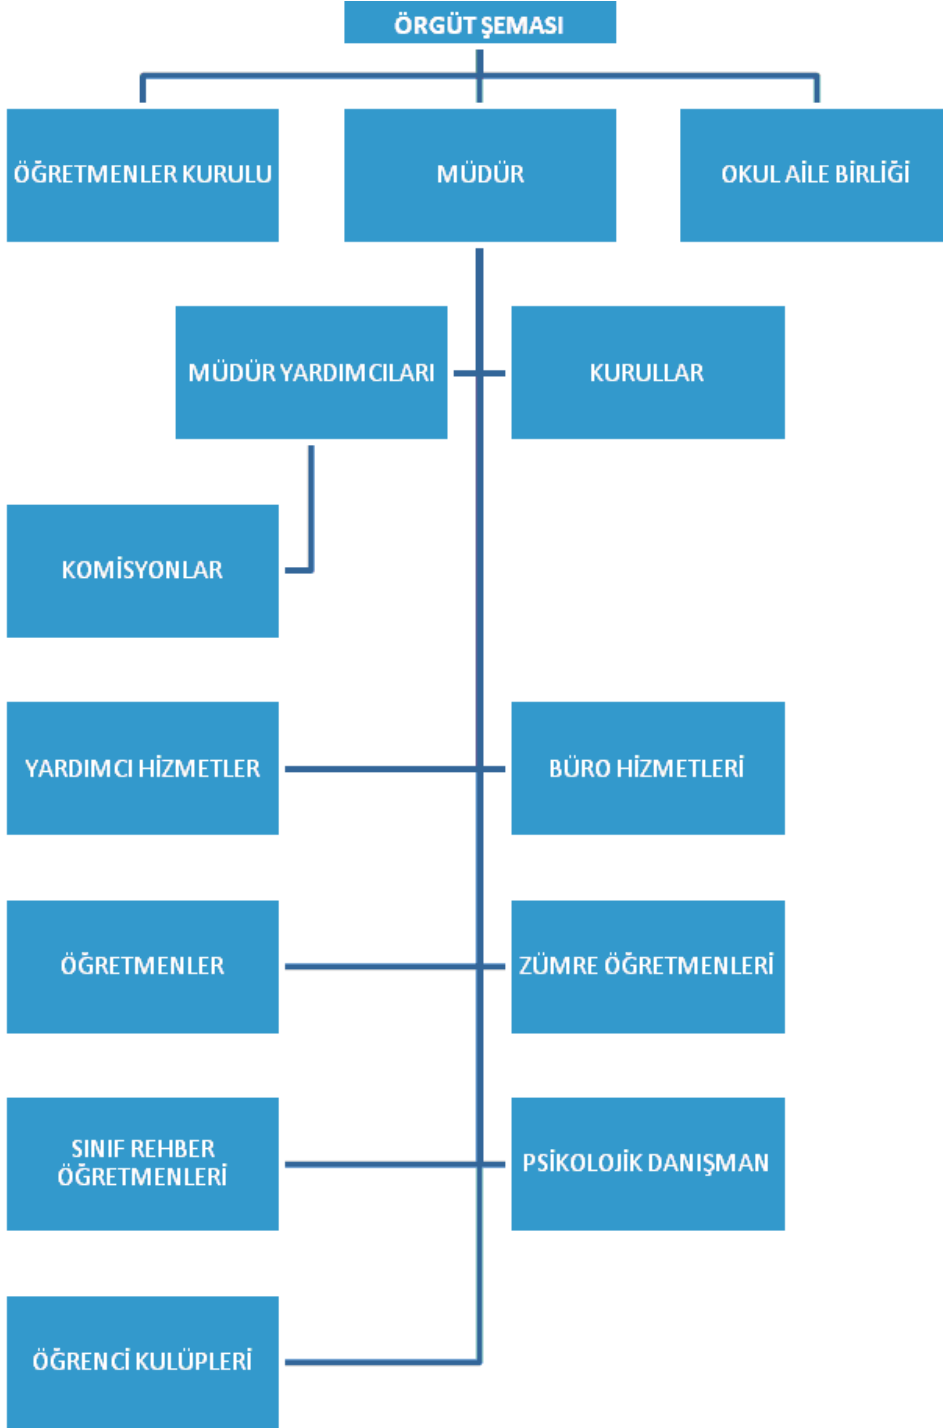 ÖRGÜT ŞEMASI
ÖĞRETMENLER KURULU
MÜDÜR
OKUL AİLE BİRLİĞİ
MÜDÜR YARDIMCILARI
KURULLAR
KOMİSYONLAR
YARDIMCI HİZMETLER
BÜRO HİZMETLERİ
ÖĞRETMENLER
ZÜMRE ÖĞRETMENLERİ
SINIF REHBER
ÖĞRETMENLERİ
PSİKOLOJİK DANIŞMAN
ÖĞRENCİ KULÜPLERİ